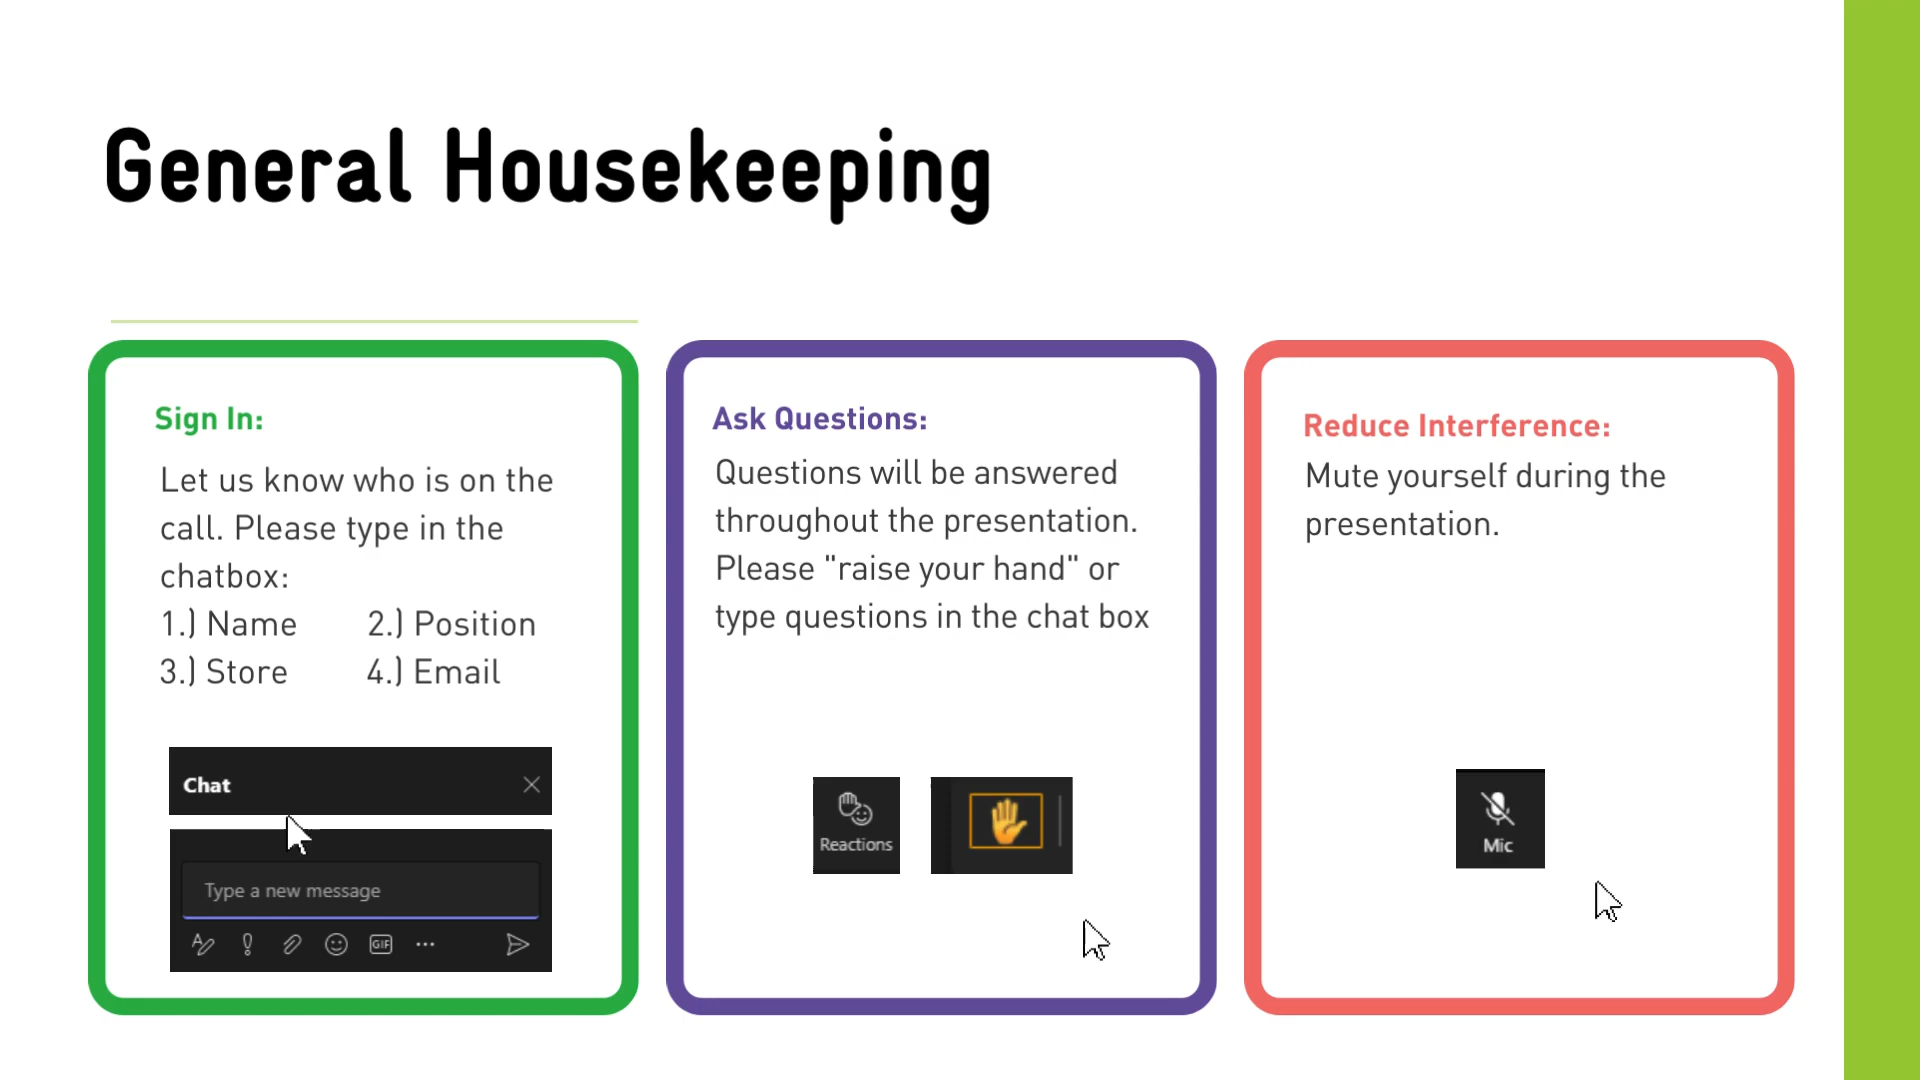 General Housekeeping
Sign In:
Let us know who is on the
call. Please type in the
chatbox:
1.) Name 2.) Position
3.) Store 4.) Email
Chat
Type a new message
GIF
Ask Questions:
Questions will be answered
throughout the presentation.
Please "raise your hand" or
type questions in the chat box
Reactions
Reduce Interference:
Mute yourself during the
presentation.
Mic